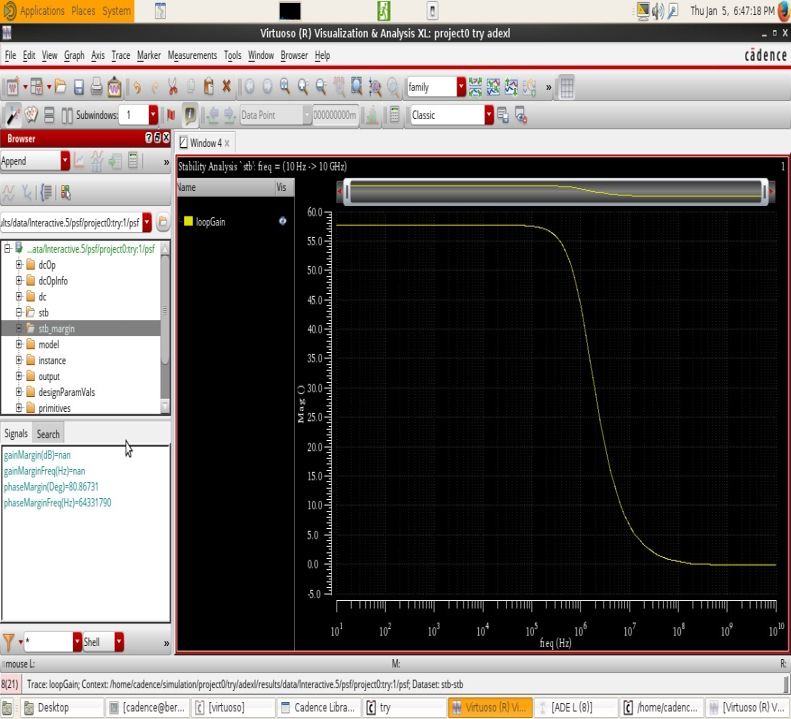 Applications Places System
Thu Jan 5, 6:47:18 PM
Virtuoso (R) Visualization & Analysis XL: project0 try adexl
File Edit View Graph Axis Trace Marker Measurements Tools Window Browser Help
cādence
family
»
Subwindows: 1
Data Point
000000000m
Classic
Browser
Append
»
ults/data/Interactive.5/psf/project0:try:1/psf
...ata/Interactive.5/psf/project0:try:1/psf
dcOp
dcOpInfo
dc
stb
stb_margin
model
instance
output
designParamVals
primitives
Signals Search
gainMargin(dB)=nan
gainMarginFreq(Hz)=nan
phaseMargin(Deg)=80.86731
phaseMarginFreq(Hz)=64331790
* Shell »
Window 4
Stability Analysis `stb': freq = (10 Hz -> 10 GHz)
1
Name Vis
loopGain
60.0
55.0
50.0
45.0
40.0
35.0
30.0
25.0
20.0
15.0
10.0
5.0
0.0
-5.0
Mag ()
10^1 10^2 10^3 10^4 10^5 10^6 10^7 10^8 10^9 10^10
freq (Hz)
mouse L: M: R:
8(21) Trace: loopGain; Context: /home/cadence/simulation/project0/try/adexl/results/data/Interactive.5/psf/project0:try:1/psf; Dataset: stb-stb
Desktop [cadence@ber... [virtuoso] Cadence Libra... try Virtuoso (R) Vi... [ADE L (8)] /home/cadenc... [Virtuoso (R) V...